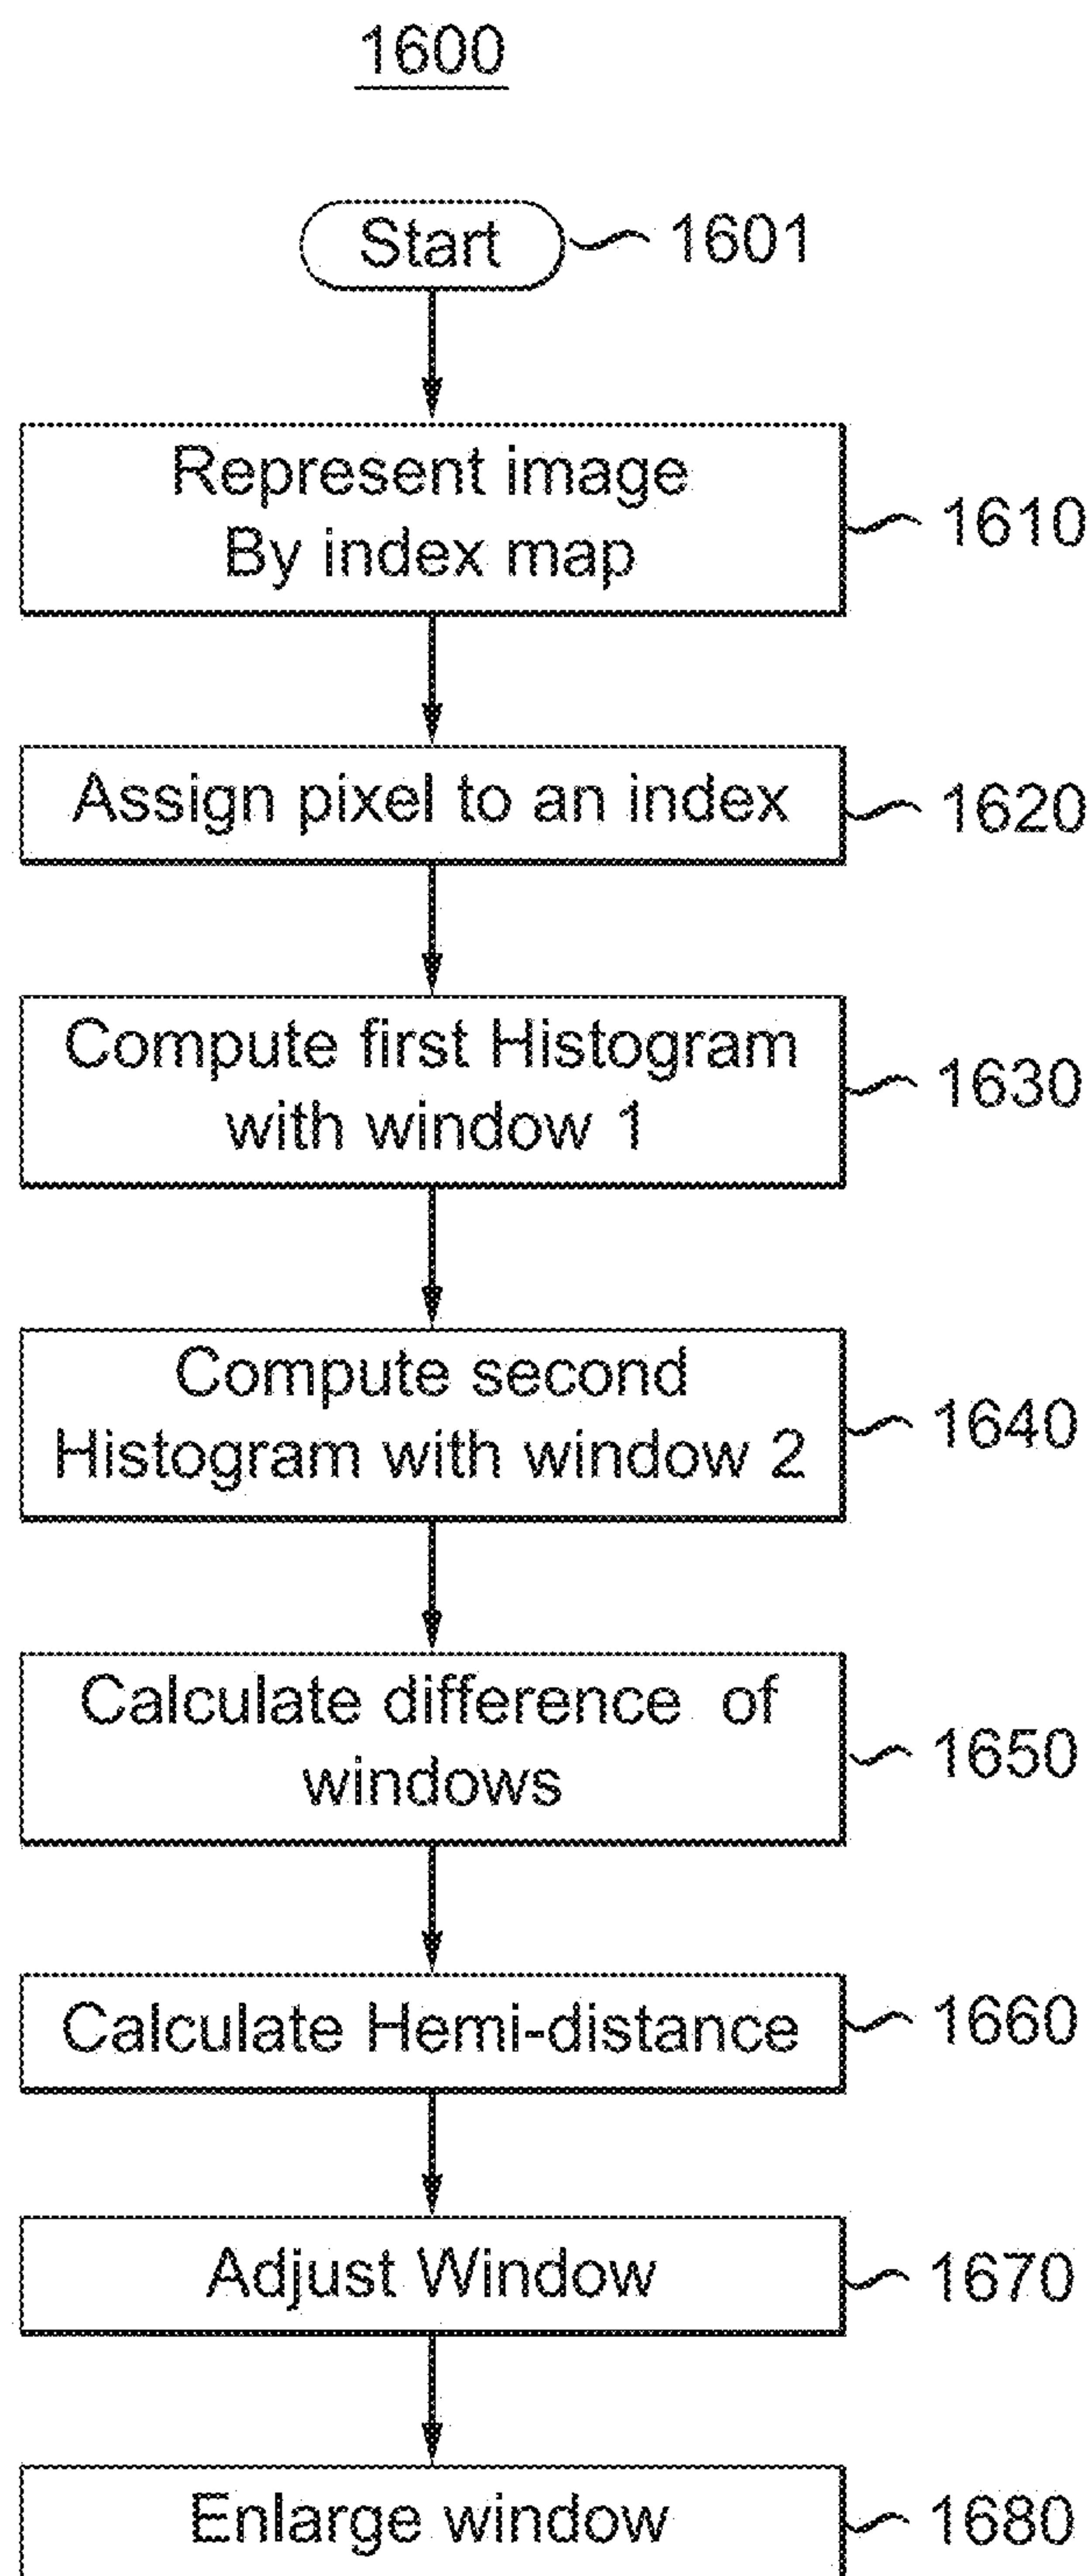 1600
Start
1601
Represent image
By index map
1610
Assign pixel to an index
1620
Compute first Histogram
with window 1
1630
Compute second
Histogram with window 2
1640
Calculate difference of
windows
1650
Calculate Hemi-distance
1660
Adjust Window
1670
Enlarge window
1680